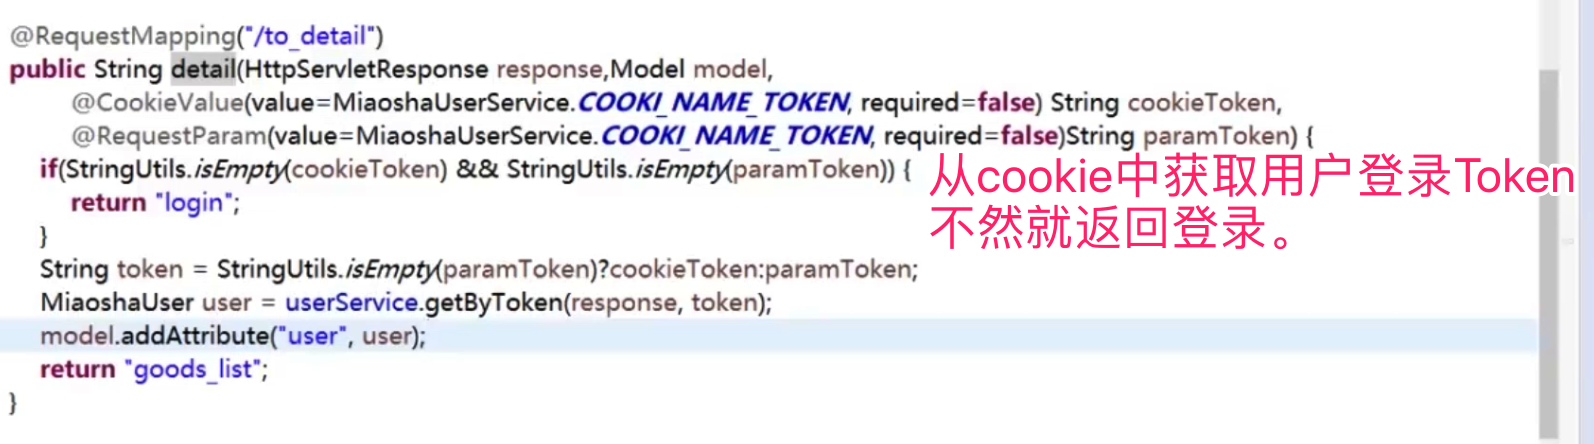 @RequestMapping("/to_detail")
public String detail(HttpServletResponse response,Model model,
@CookieValue(value=MiaoshaUserService.COOKI_NAME_TOKEN, required=false) String cookieToken,
@RequestParam(value=MiaoshaUserService.COOKI_NAME_TOKEN, required=false)String paramToken) {
if(StringUtils.isEmpty(cookieToken) && StringUtils.isEmpty(paramToken)) {
从cookie中获取用户登录Token
return "login";
不然就返回登录。
}
String token = StringUtils.isEmpty(paramToken)?cookieToken:paramToken;
MiaoshaUser user = userService.getByToken(response, token);
model.addAttribute("user", user);
return "goods_list";
}